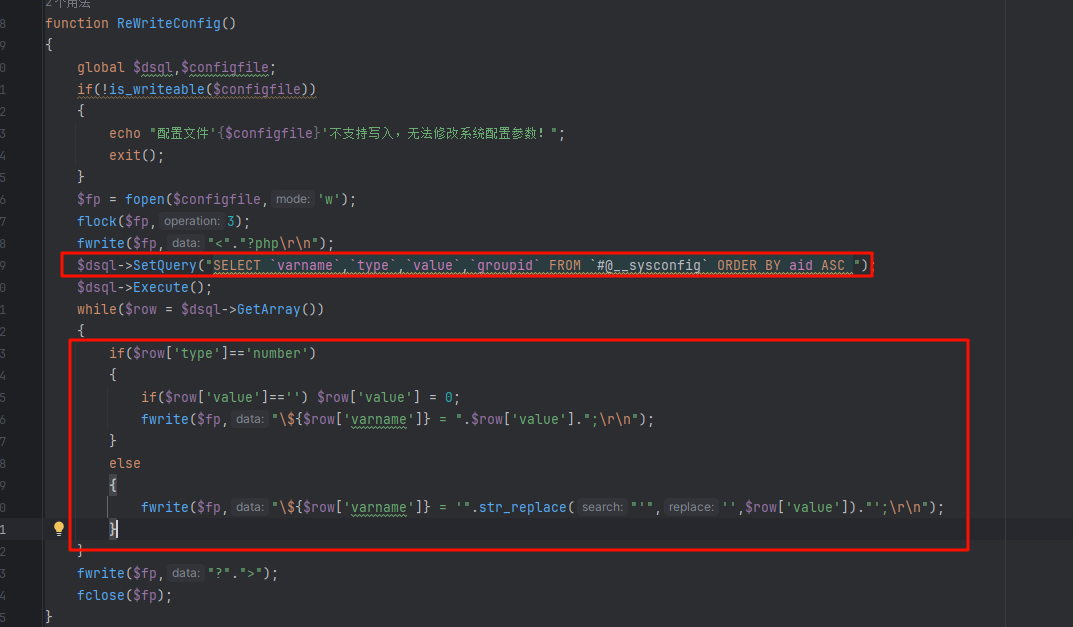 2个用法
8 function ReWriteConfig()
9 {
0 global $dsql,$configfile;
1 if(!is_writeable($configfile))
2 {
3 echo "配置文件'{$configfile}'不支持写入，无法修改系统配置参数！";
4 exit();
5 }
6 $fp = fopen($configfile, mode: 'w');
7 flock($fp, operation: 3);
8 fwrite($fp, data: "<"."?php\r\n");
9 $dsql->SetQuery("SELECT `varname`,`type`,`value`,`groupid` FROM `#@__sysconfig` ORDER BY aid ASC ");
0 $dsql->Execute();
1 while($row = $dsql->GetArray())
2 {
3 if($row['type']=='number')
4 {
5 if($row['value']=='') $row['value'] = 0;
6 fwrite($fp, data: "\${$row['varname']} = ".$row['value'].";\r\n");
7 }
8 else
9 {
0 fwrite($fp, data: "\${$row['varname']} = '".str_replace( search: "'", replace: '',$row['value'])."';\r\n");
1 }
2 }
3 fwrite($fp, data: "?".">");
4 fclose($fp);
5 }